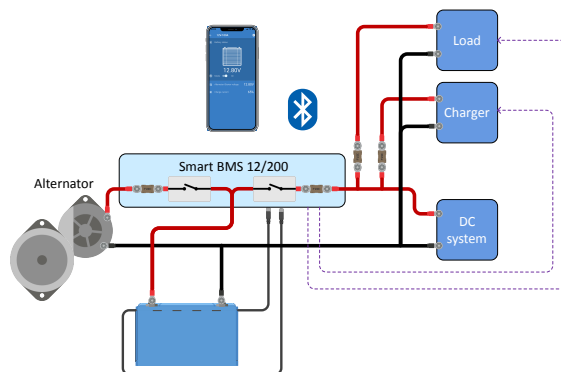 12.80V
Load
Charger
Smart BMS 12/200
Alternator
DC
system